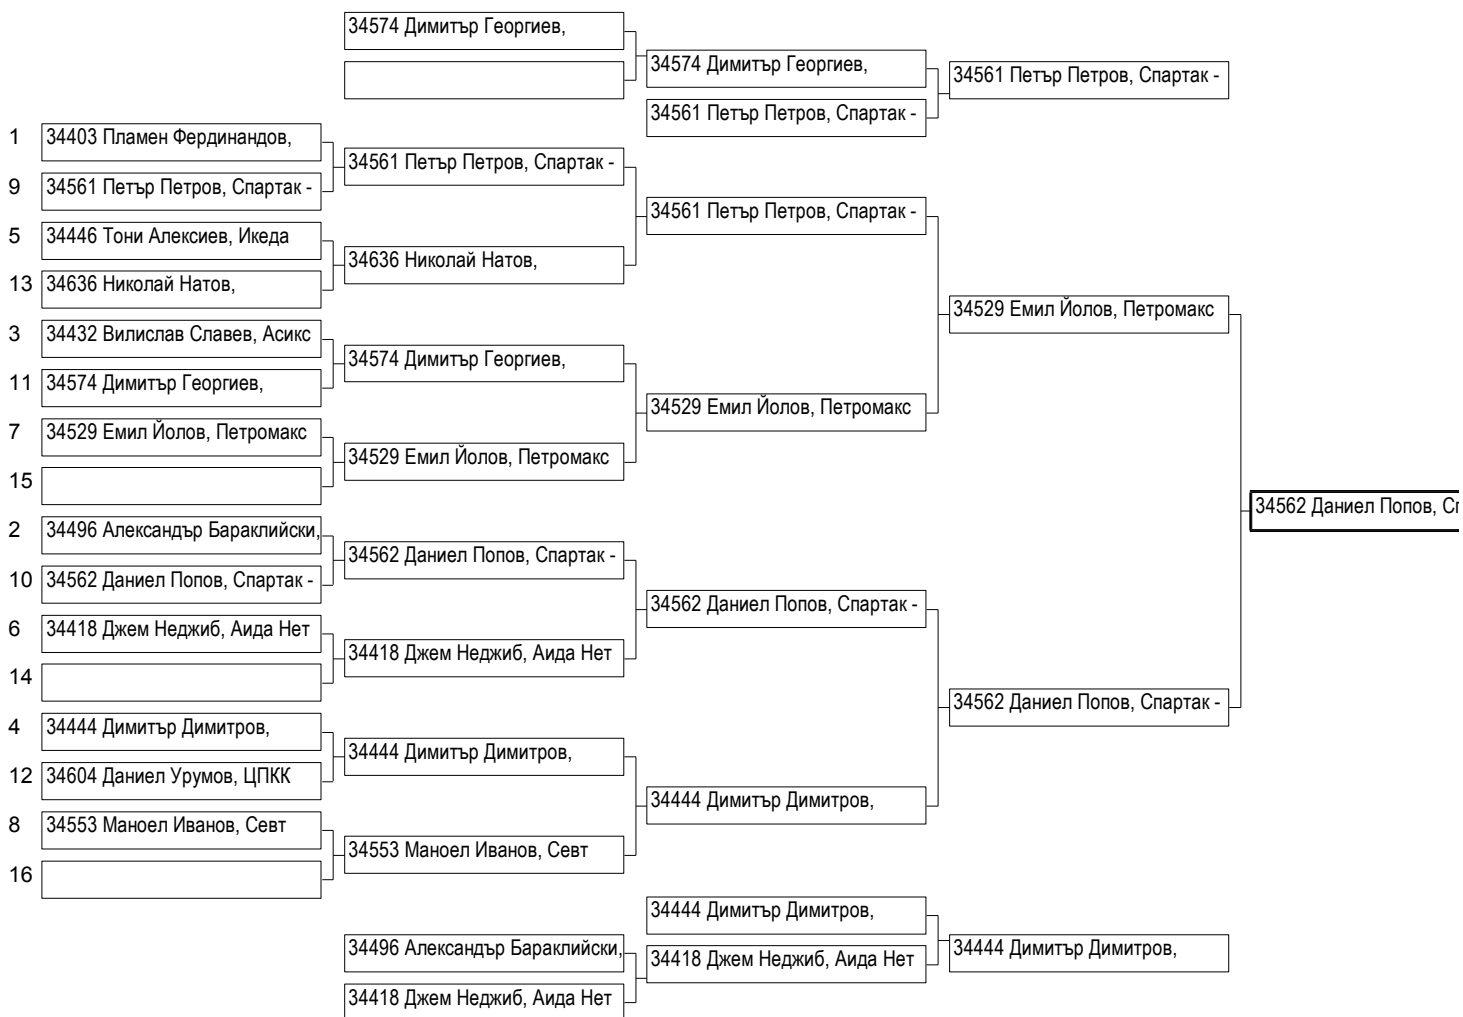 34574 Димитър Георгиев,
34574 Димитър Георгиев,
34561 Петър Петров, Спартак -
34561 Петър Петров, Спартак -
1 34403 Пламен Фердинандов,
34561 Петър Петров, Спартак -
9 34561 Петър Петров, Спартак -
34561 Петър Петров, Спартак -
5 34446 Тони Алексиев, Икеда
34636 Николай Натов,
13 34636 Николай Натов,
34529 Емил Йолов, Петромакс
3 34432 Вилислав Славев, Асикс
34574 Димитър Георгиев,
11 34574 Димитър Георгиев,
34529 Емил Йолов, Петромакс
7 34529 Емил Йолов, Петромакс
34529 Емил Йолов, Петромакс
15
34562 Даниел Попов, Сп
2 34496 Александър Бараклийски,
34562 Даниел Попов, Спартак -
10 34562 Даниел Попов, Спартак -
34562 Даниел Попов, Спартак -
6 34418 Джем Неджиб, Аида Нет
34418 Джем Неджиб, Аида Нет
14
34562 Даниел Попов, Спартак -
4 34444 Димитър Димитров,
34444 Димитър Димитров,
12 34604 Даниел Урумов, ЦПКК
34444 Димитър Димитров,
8 34553 Маноел Иванов, Севт
34553 Маноел Иванов, Севт
16
34444 Димитър Димитров,
34496 Александър Бараклийски,
34418 Джем Неджиб, Аида Нет
34444 Димитър Димитров,
34418 Джем Неджиб, Аида Нет